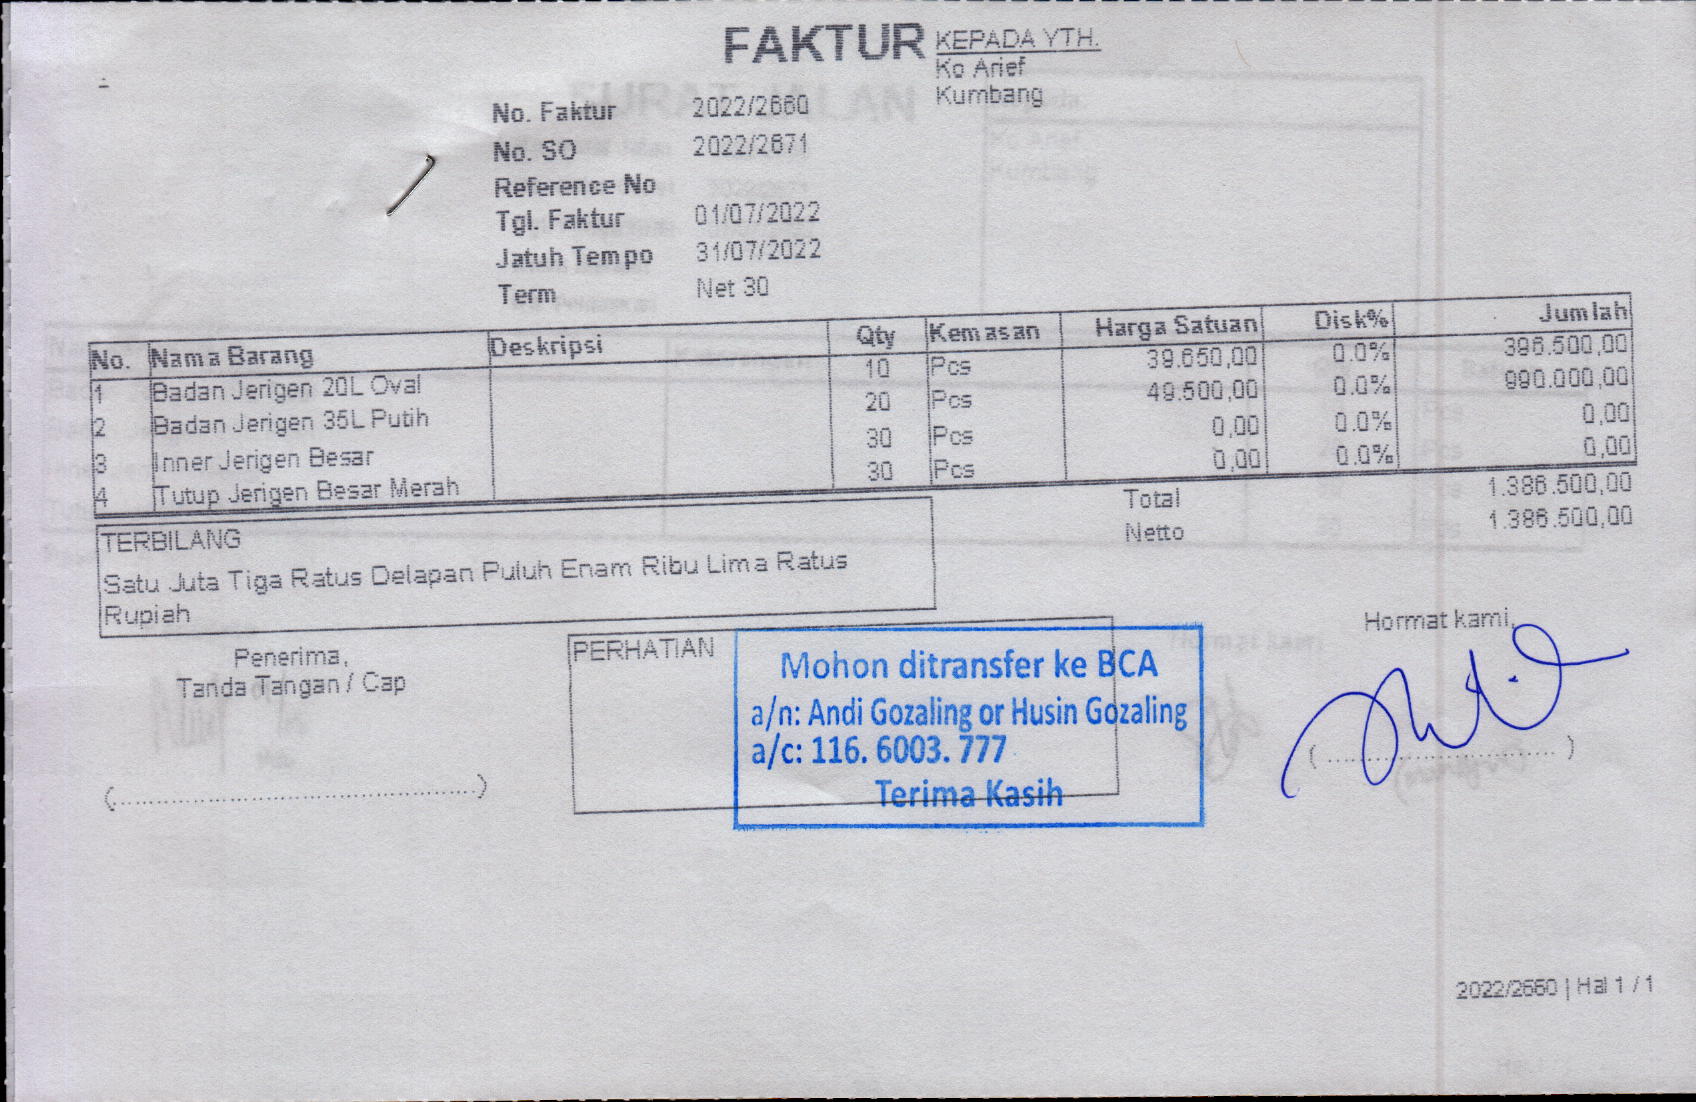 FAKTUR
KEPADA YTH.
Ko Arief
Kumbang
No. Faktur 2022/2660
No. SO 2022/2671
Reference No
Tgl. Faktur 01/07/2022
Jatuh Tempo 31/07/2022
Term Net 30
No. Nama Barang Deskripsi Qty Kemasan Harga Satuan Disk% Jumlah
1 Badan Jerigen 20L Oval 10 Pcs 39.650,00 0.0% 396.500,00
2 Badan Jerigen 35L Putih 20 Pcs 49.500,00 0.0% 990.000,00
3 Inner Jerigen Besar 30 Pcs 0,00 0.0% 0,00
4 Tutup Jerigen Besar Merah 30 Pcs 0,00 0.0% 0,00
Total 1.386.500,00
Netto 1.386.500,00
TERBILANG
Satu Juta Tiga Ratus Delapan Puluh Enam Ribu Lima Ratus
Rupiah
Penerima,
Tanda Tangan / Cap
(..................................................)
PERHATIAN
Mohon ditransfer ke BCA
a/n: Andi Gozaling or Husin Gozaling
a/c: 116. 6003. 777
Terima Kasih
Hormat kami,
(..................................)
2022/2660 | Hal 1 / 1